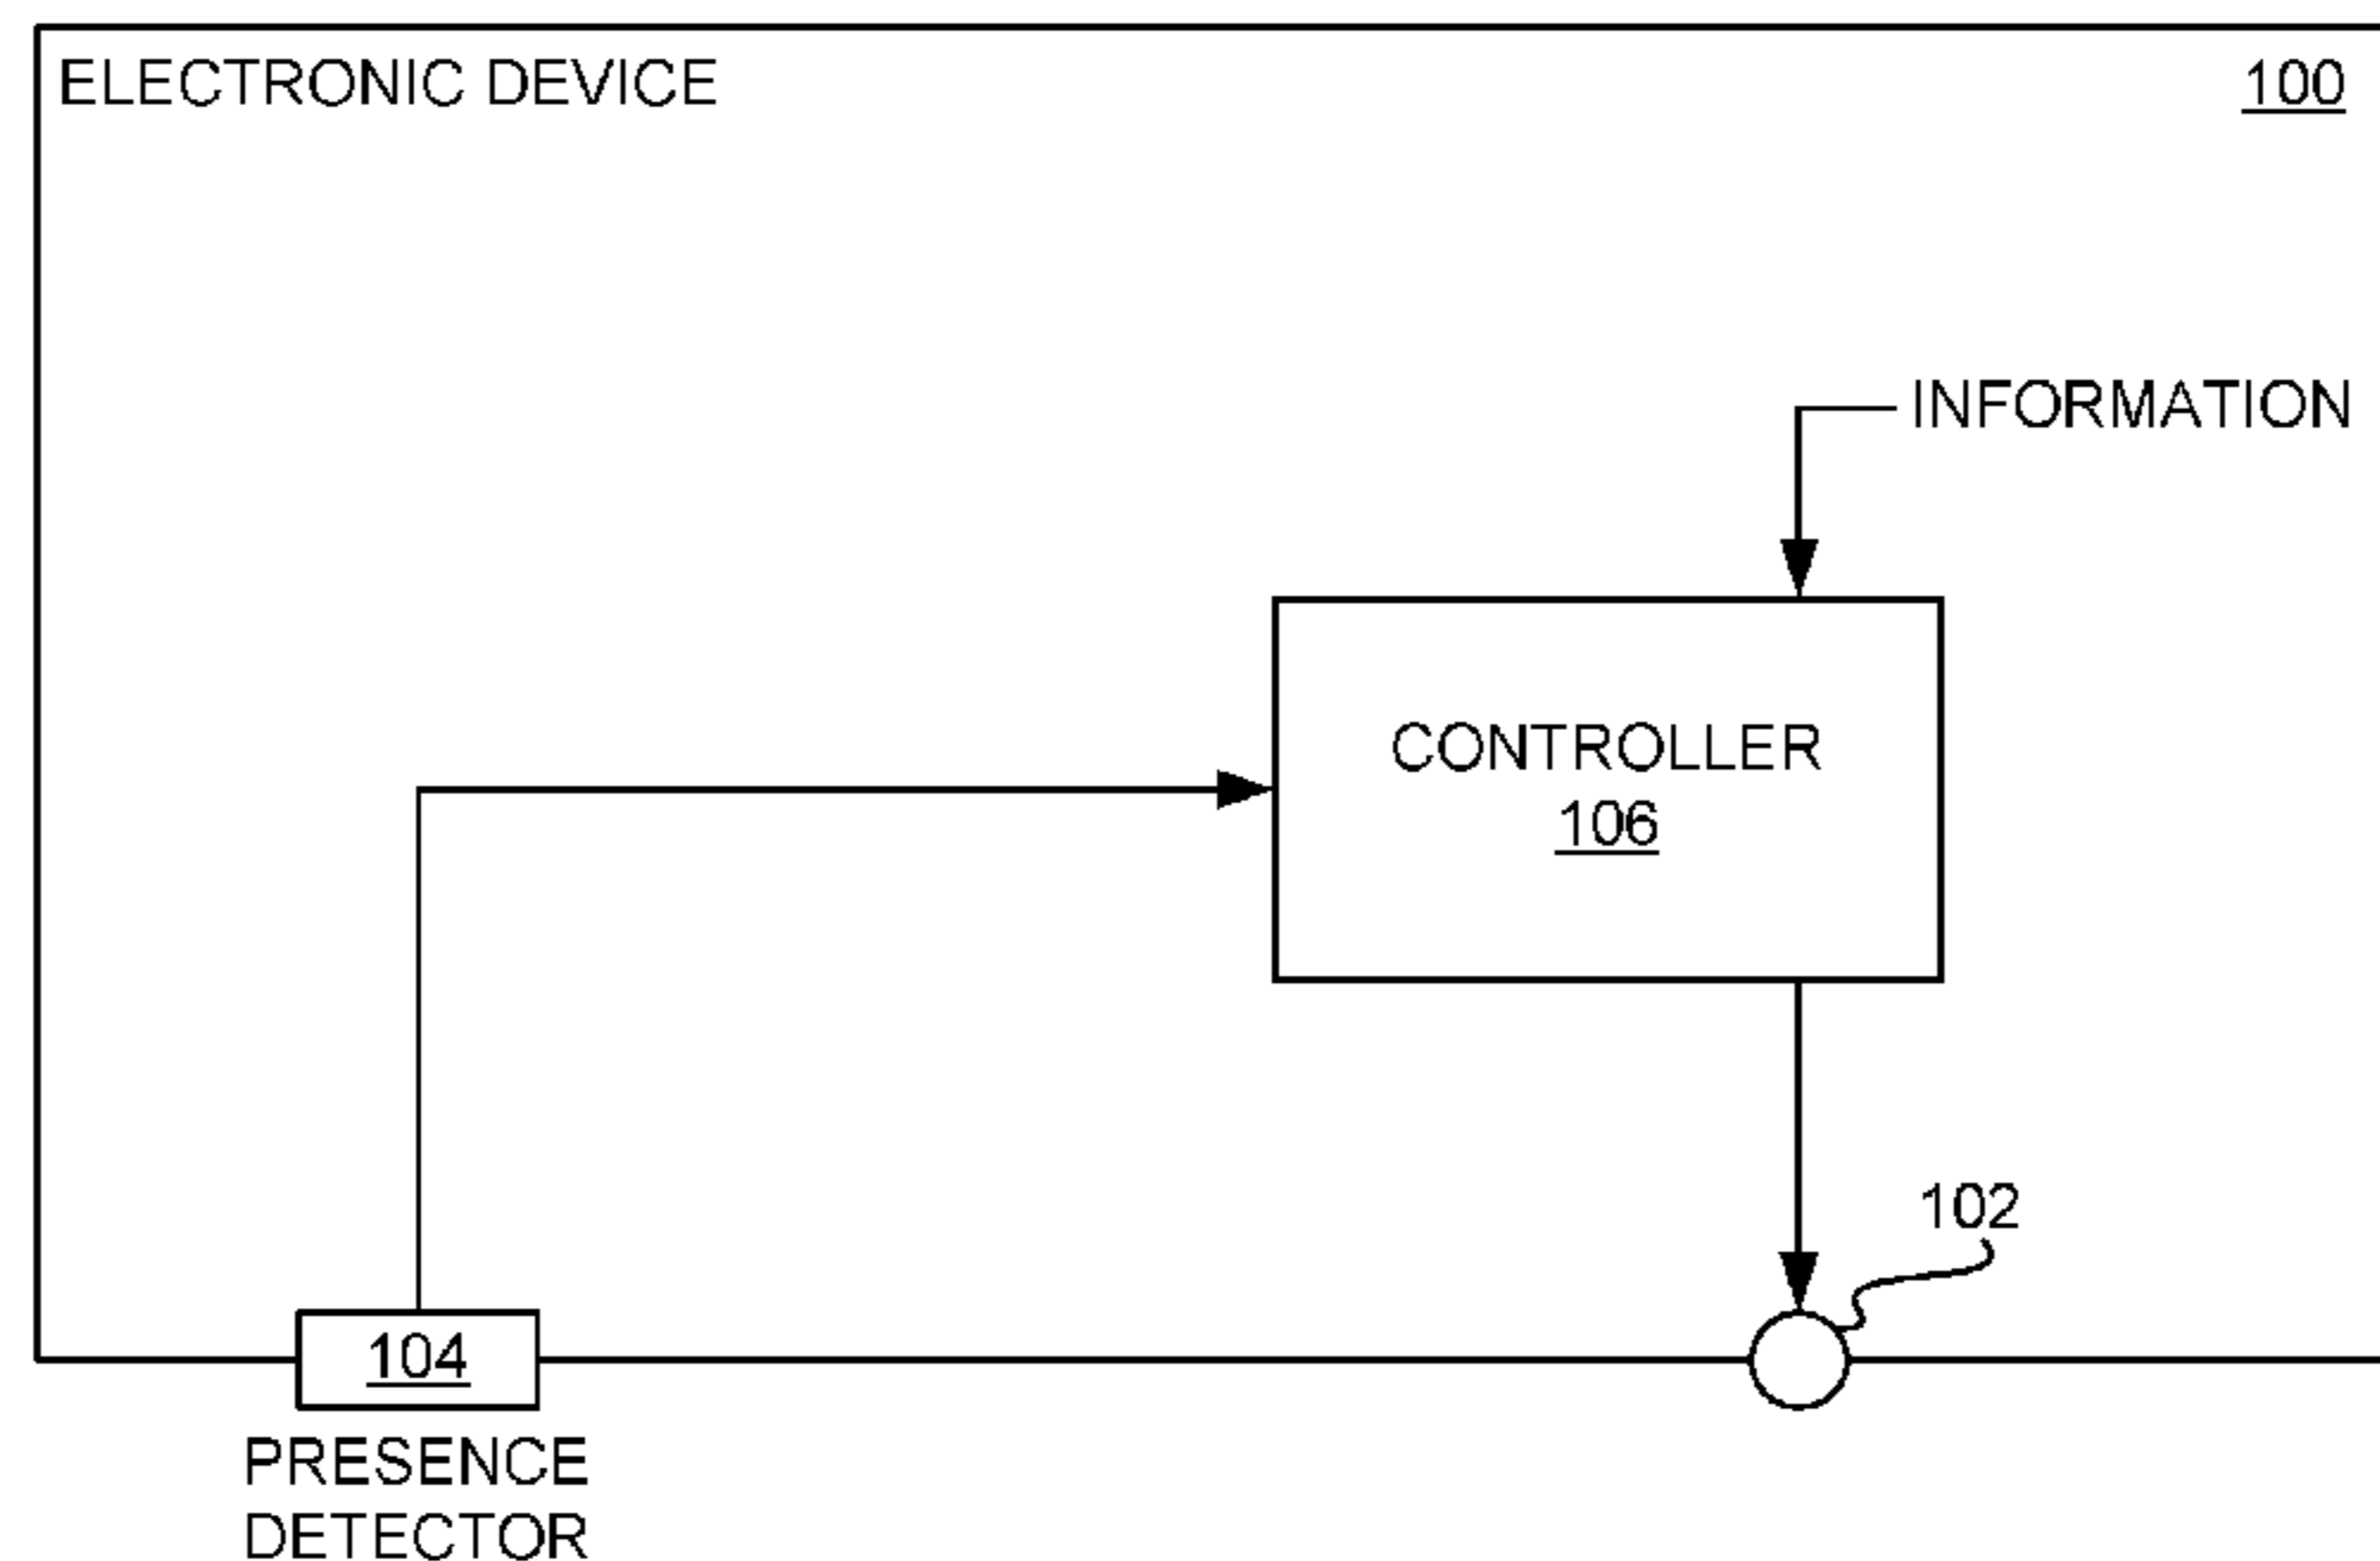 ELECTRONIC DEVICE
100
INFORMATION
CONTROLLER
106
102
104
PRESENCE
DETECTOR